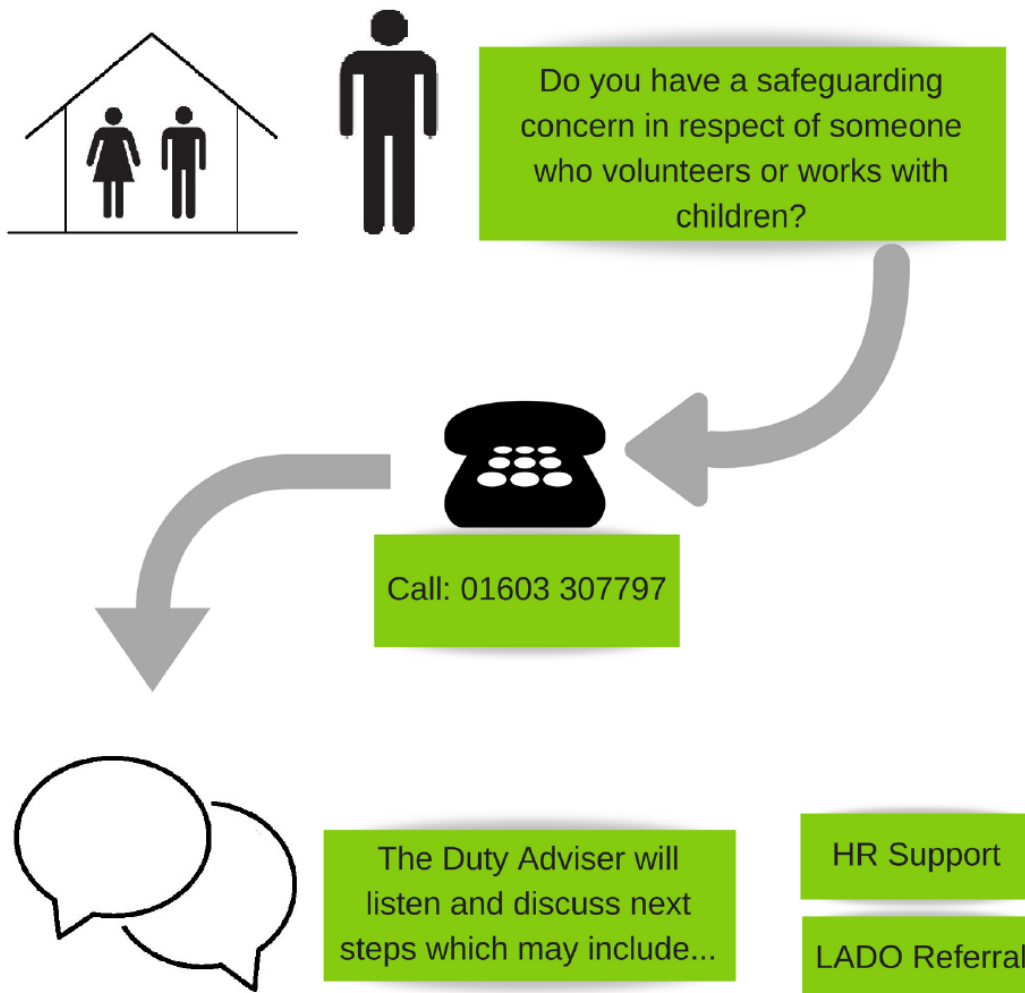 Do you have a safeguarding
concern in respect of someone
who volunteers or works with
children?
Call: 01603 307797
The Duty Adviser will
listen and discuss next
steps which may include...
HR Support
LADO Referral